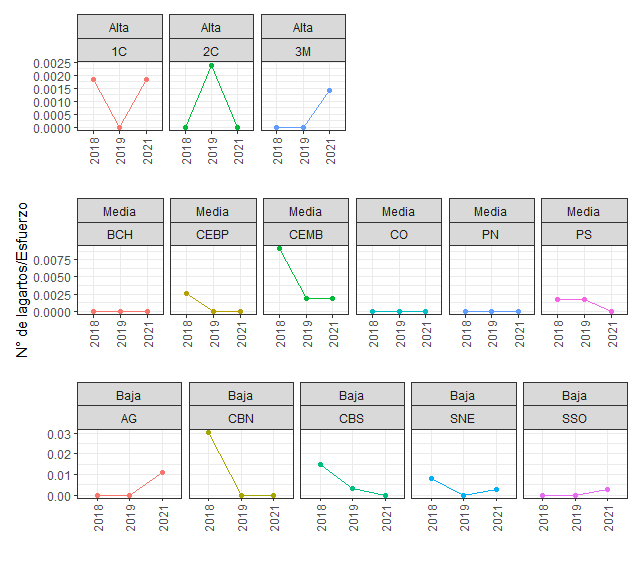 Alta Alta Alta
1C 2C 3M
0.0025
0.0020
0.0015
0.0010
0.0005
0.0000
2018 2019 2021 2018 2019 2021 2018 2019 2021
N° de lagartos/Esfuerzo
Media Media Media Media Media Media
BCH CEBP CEMB CO PN PS
0.0075
0.0050
0.0025
0.0000
2018 2019 2021 2018 2019 2021 2018 2019 2021 2018 2019 2021 2018 2019 2021 2018 2019 2021
Baja Baja Baja Baja Baja
AG CBN CBS SNE SSO
0.03
0.02
0.01
0.00
2018 2019 2021 2018 2019 2021 2018 2019 2021 2018 2019 2021 2018 2019 2021